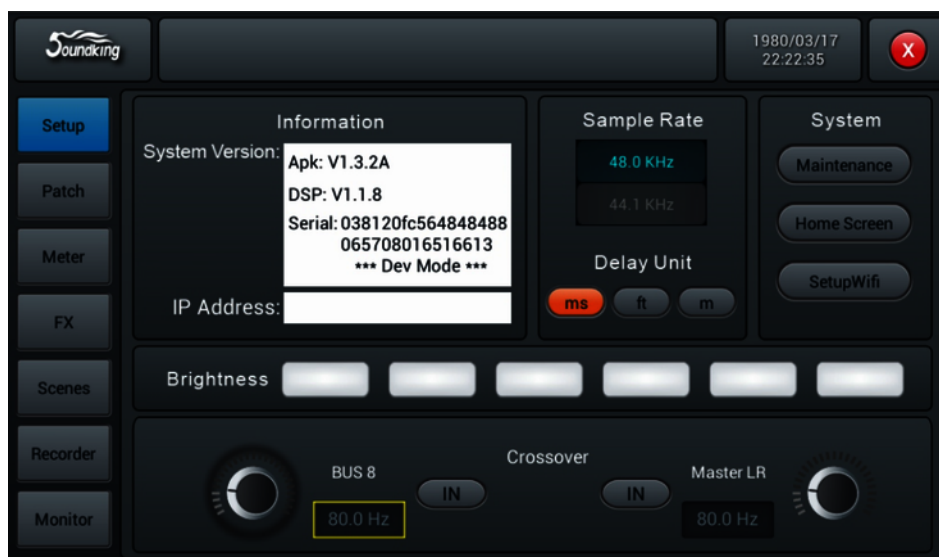 Soundking
1980/03/17
22:22:35
X
Setup
Patch
Meter
FX
Scenes
Recorder
Monitor
Information
System Version:
Apk: V1.3.2A
DSP: V1.1.8
Serial: 038120fc564848488
065708016516613
*** Dev Mode ***
IP Address:
Sample Rate
48.0 KHz
44.1 KHz
Delay Unit
ms ft m
System
Maintenance
Home Screen
SetupWifi
Brightness
Crossover
BUS 8
IN
80.0 Hz
Master LR
IN
80.0 Hz